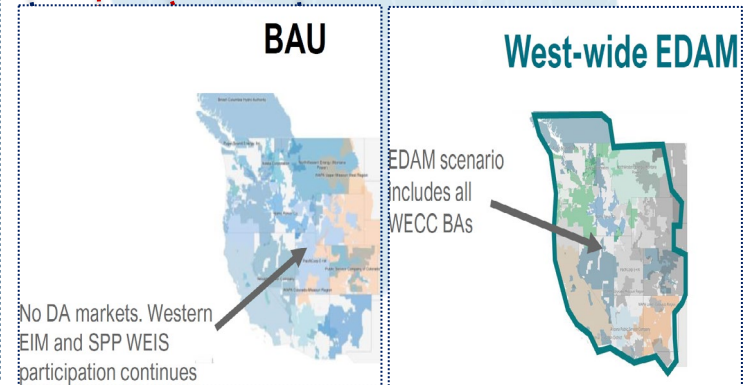 BAU
No DA markets. Western
EIM and SPP WEIS
participation continues
West-wide EDAM
EDAM scenario
includes all
WECC BAs